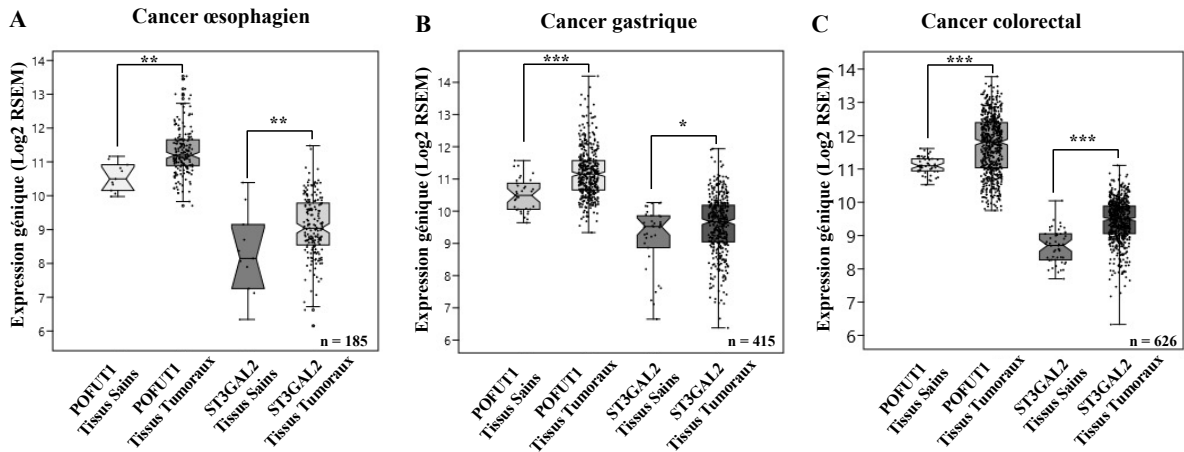 A
Cancer œsophagien
Expression génique (Log2 RSEM)
14
13
12
11
10
9
8
7
6
**
**
n = 185
POFUT1
Tissus Sains
POFUT1
Tissus Tumoraux
ST3GAL2
Tissus Sains
ST3GAL2
Tissus Tumoraux
B
Cancer gastrique
Expression génique (Log2 RSEM)
14
13
12
11
10
9
8
7
6
***
*
n = 415
POFUT1
Tissus Sains
POFUT1
Tissus Tumoraux
ST3GAL2
Tissus Sains
ST3GAL2
Tissus Tumoraux
C
Cancer colorectal
Expression génique (Log2 RSEM)
14
13
12
11
10
9
8
7
6
***
***
n = 626
POFUT1
Tissus Sains
POFUT1
Tissus Tumoraux
ST3GAL2
Tissus Sains
ST3GAL2
Tissus Tumoraux